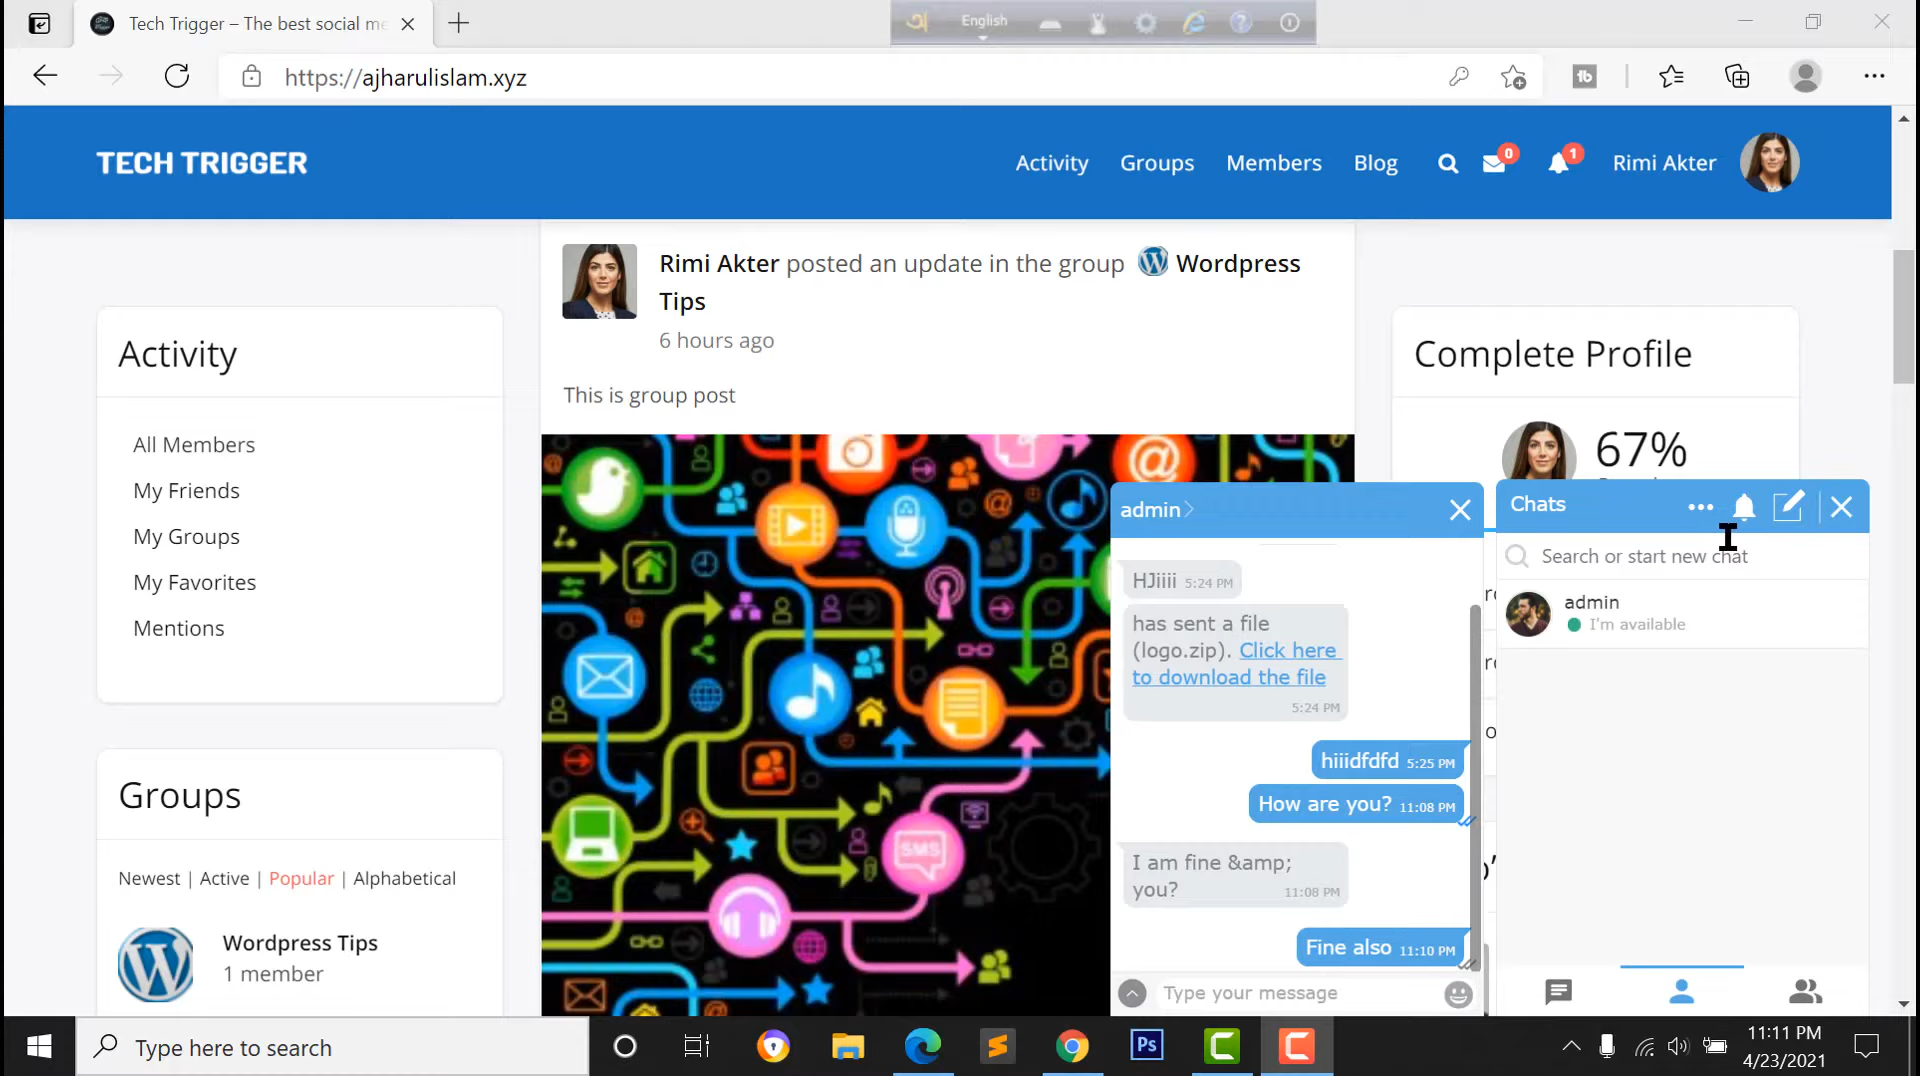 Tech Trigger – The best social me
English
https://ajharulislam.xyz
TECH TRIGGER
Activity
Groups
Members
Blog
0
1
Rimi Akter
Rimi Akter posted an update in the group Wordpress
Tips
6 hours ago
This is group post
Activity
All Members
My Friends
My Groups
My Favorites
Mentions
Groups
Newest | Active | Popular | Alphabetical
Wordpress Tips
1 member
SMS
Complete Profile
67%
admin
HJiiii 5:24 PM
has sent a file
(logo.zip). Click here
to download the file
5:24 PM
hiiidfdfd 5:25 PM
How are you? 11:08 PM
I am fine &amp;
you? 11:08 PM
Fine also 11:10 PM
Type your message
Chats
Search or start new chat
admin
I'm available
Type here to search
Ps
11:11 PM
4/23/2021